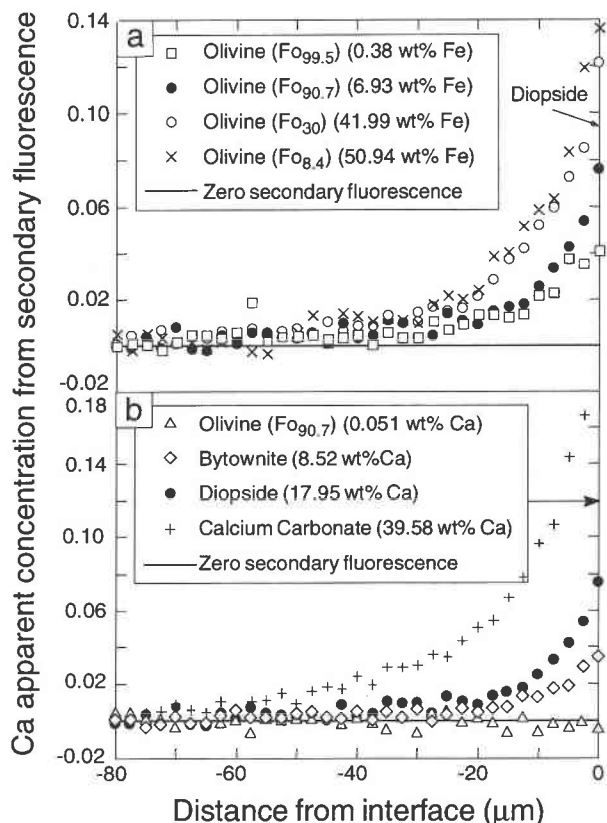 a
Olivine (Fo99.5) (0.38 wt% Fe)
Olivine (Fo90.7) (6.93 wt% Fe)
Olivine (Fo30) (41.99 wt% Fe)
Olivine (Fo8.4) (50.94 wt% Fe)
Zero secondary fluorescence
Diopside
0.14
0.10
0.06
0.02
-0.02
b
Olivine (Fo90.7) (0.051 wt% Ca)
Bytownite (8.52 wt%Ca)
Diopside (17.95 wt% Ca)
Calcium Carbonate (39.58 wt% Ca)
Zero secondary fluorescence
0.18
0.14
0.10
0.06
0.02
-0.02
-80
-60
-40
-20
0
Ca apparent concentration from secondary fluorescence
Distance from interface (μm)